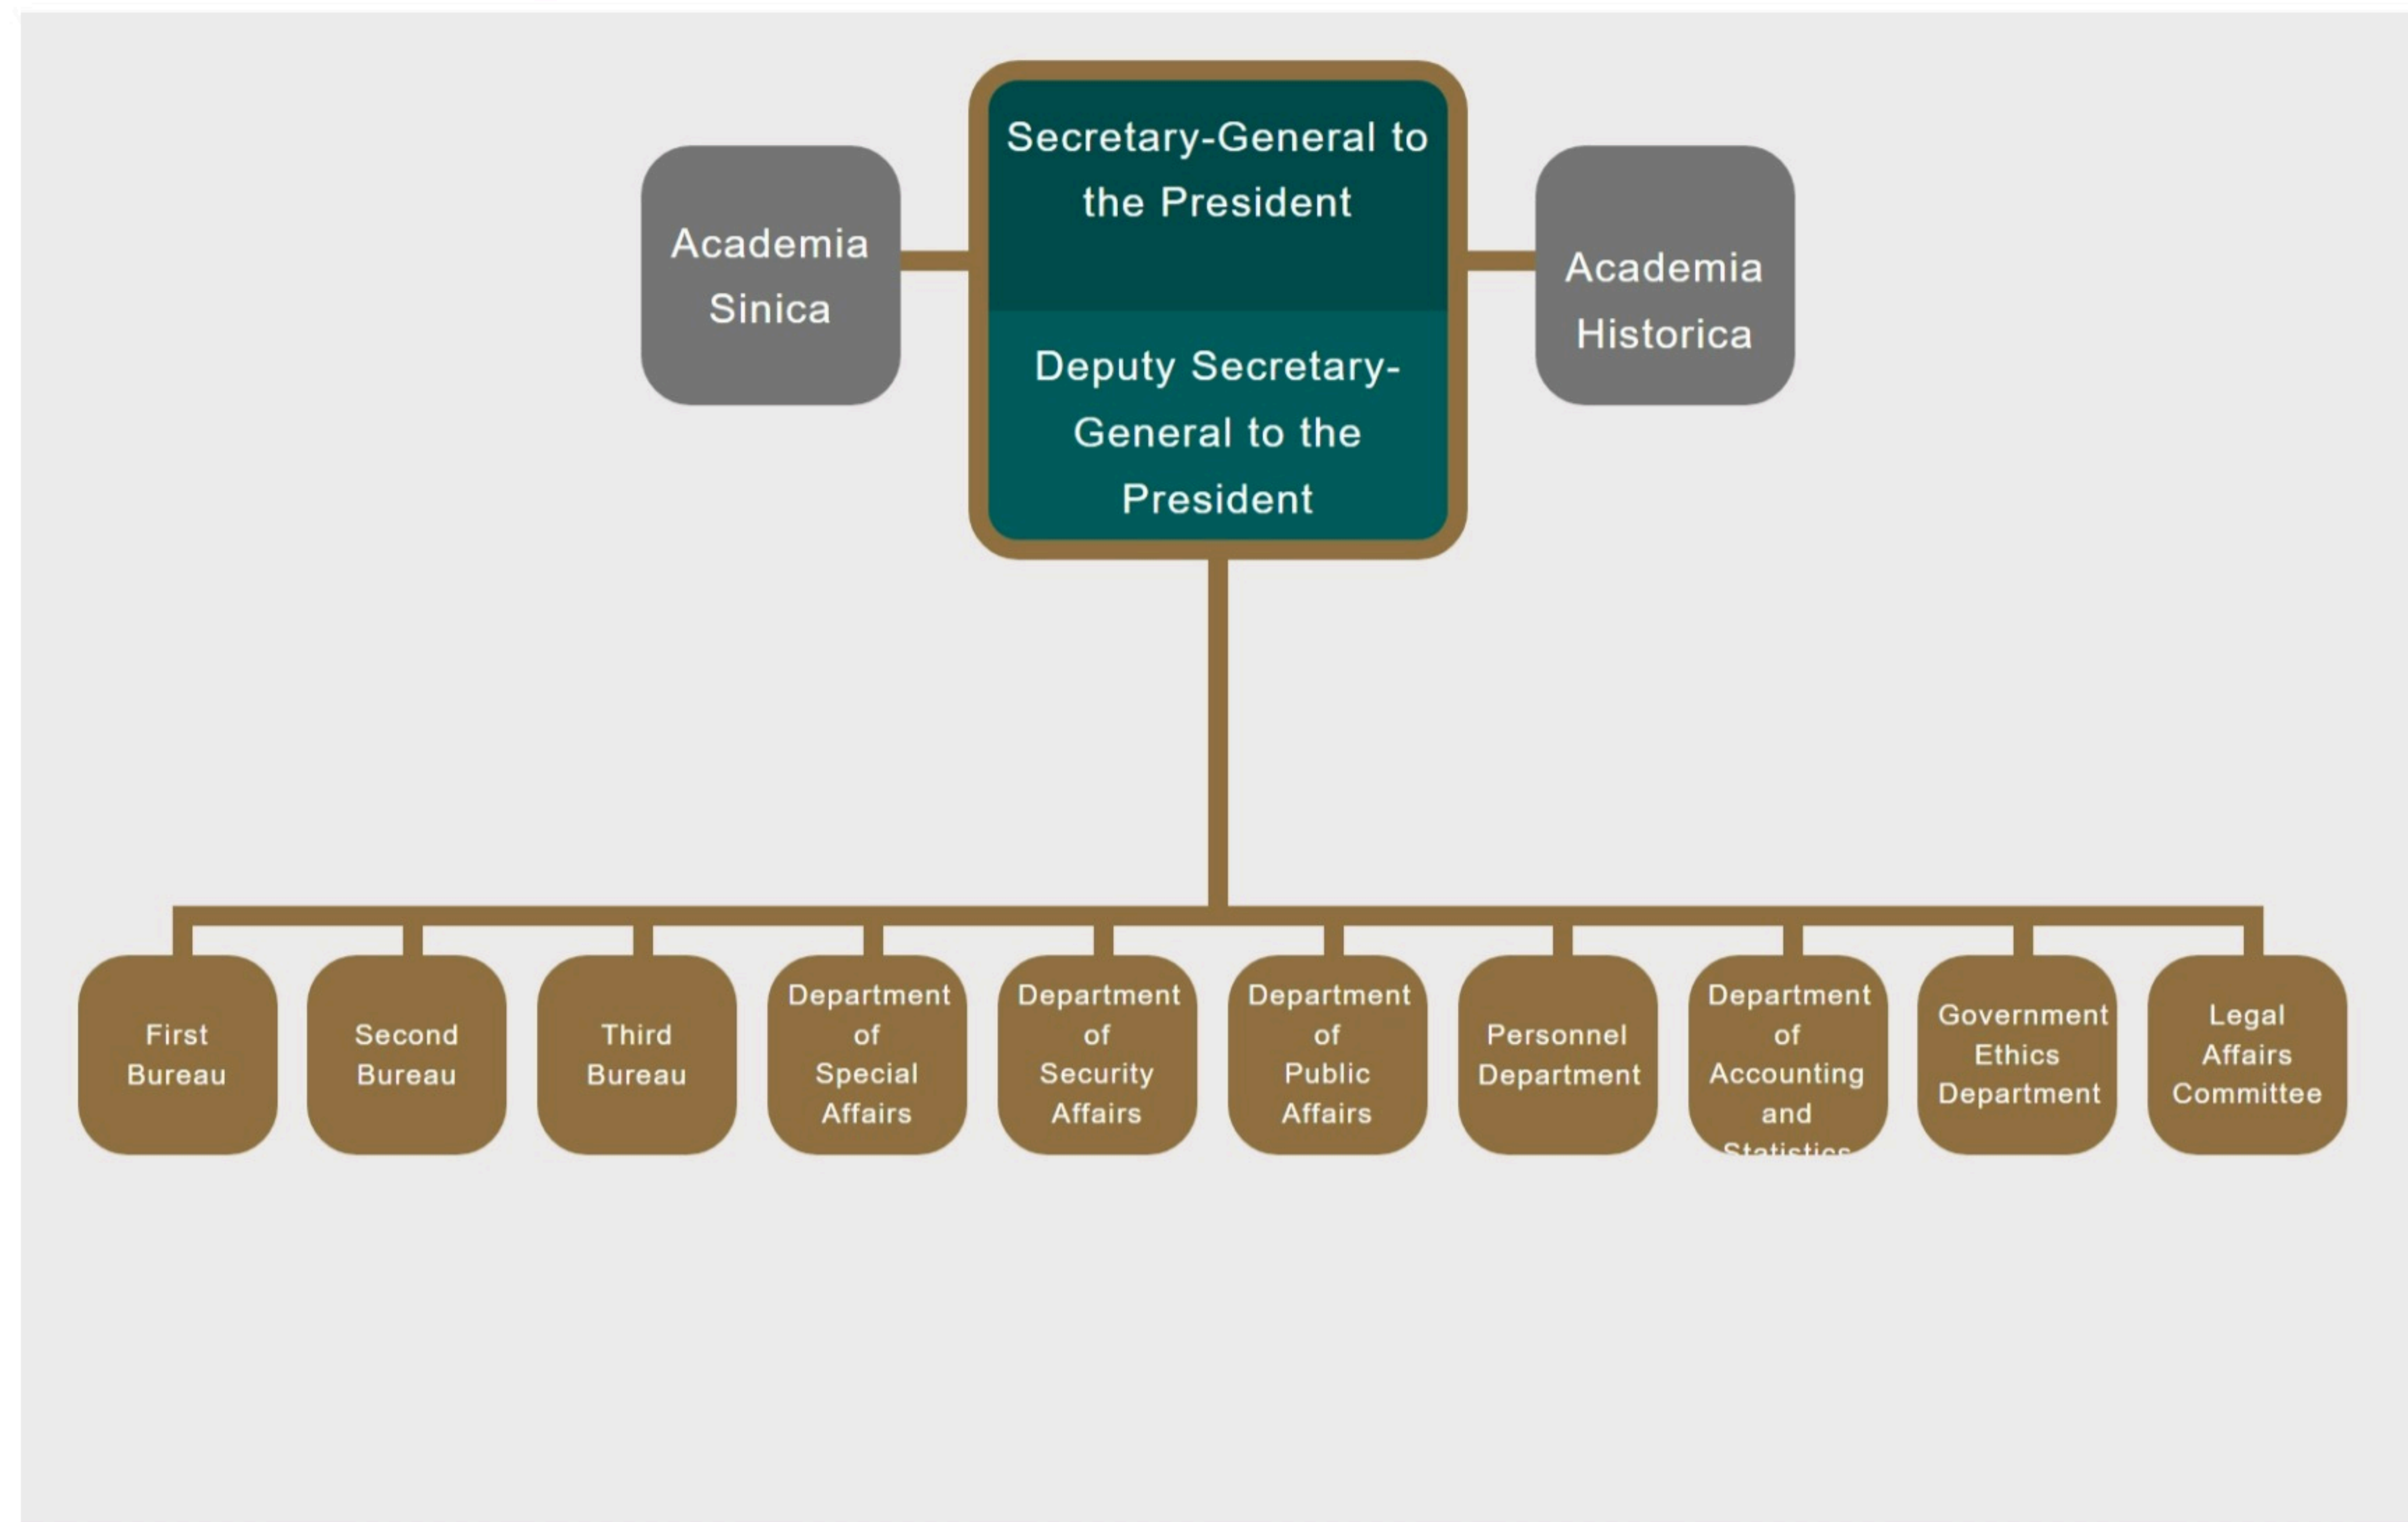 Secretary-General to
the President
Academia
Sinica
Academia
Historica
Deputy Secretary-
General to the
President
First
Bureau
Second
Bureau
Third
Bureau
Department
of
Special
Affairs
Department
of
Security
Affairs
Department
of
Public
Affairs
Personnel
Department
Department
of
Accounting
and
Statistics
Government
Ethics
Department
Legal
Affairs
Committee